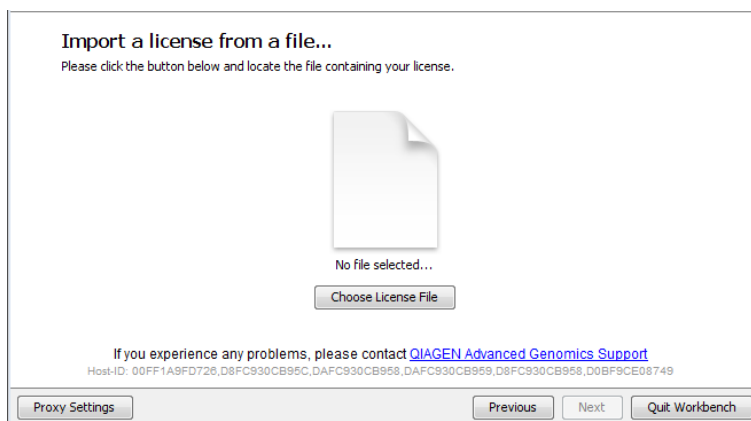 Import a license from a file...
Please click the button below and locate the file containing your license.
No file selected...
Choose License File
If you experience any problems, please contact QIAGEN Advanced Genomics Support
Host-ID: 00FF1A9FD726,D8FC930CB95C,DAFC930CB958,DAFC930CB959,D8FC930CB958,D0BF9CE08749
Proxy Settings Previous Next Quit Workbench